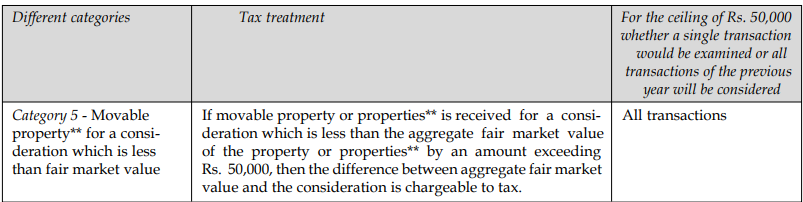 Different categories
Tax treatment
For the ceiling of Rs. 50,000
whether a single transaction
would be examined or all
transactions of the previous
year will be considered
Category 5 - Movable
property** for a consi-
deration which is less
than fair market value
If movable property or properties** is received for a consi-
deration which is less than the aggregate fair market value
of the property or properties** by an amount exceeding
Rs. 50,000, then the difference between aggregate fair market
value and the consideration is chargeable to tax.
All transactions